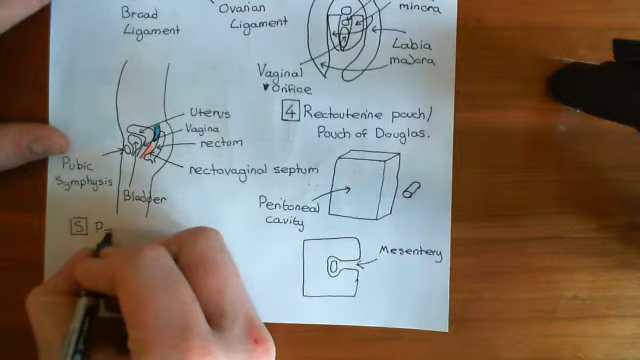 Broad
Ligament
Ovarian
Ligament
minora
Labia
majora
Vaginal
Orifice
Uterus
Vagina
rectum
rectovaginal septum
Pubic
Symphysis
Bladder
4 Rectouterine pouch/
Pouch of Douglas.
Peritoneal
cavity
Mesentery
5 P